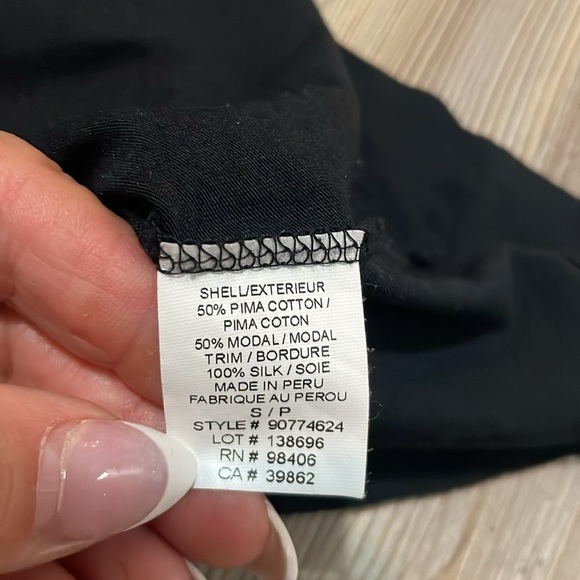 SHELL/EXTERIEUR
50% PIMA COTTON /
PIMA COTON
50% MODAL / MODAL
TRIM / BORDURE
100% SILK / SOIE
MADE IN PERU
FABRIQUE AU PEROU
S / P
STYLE# 90774624
LOT # 138696
RN# 98406
CA# 39862